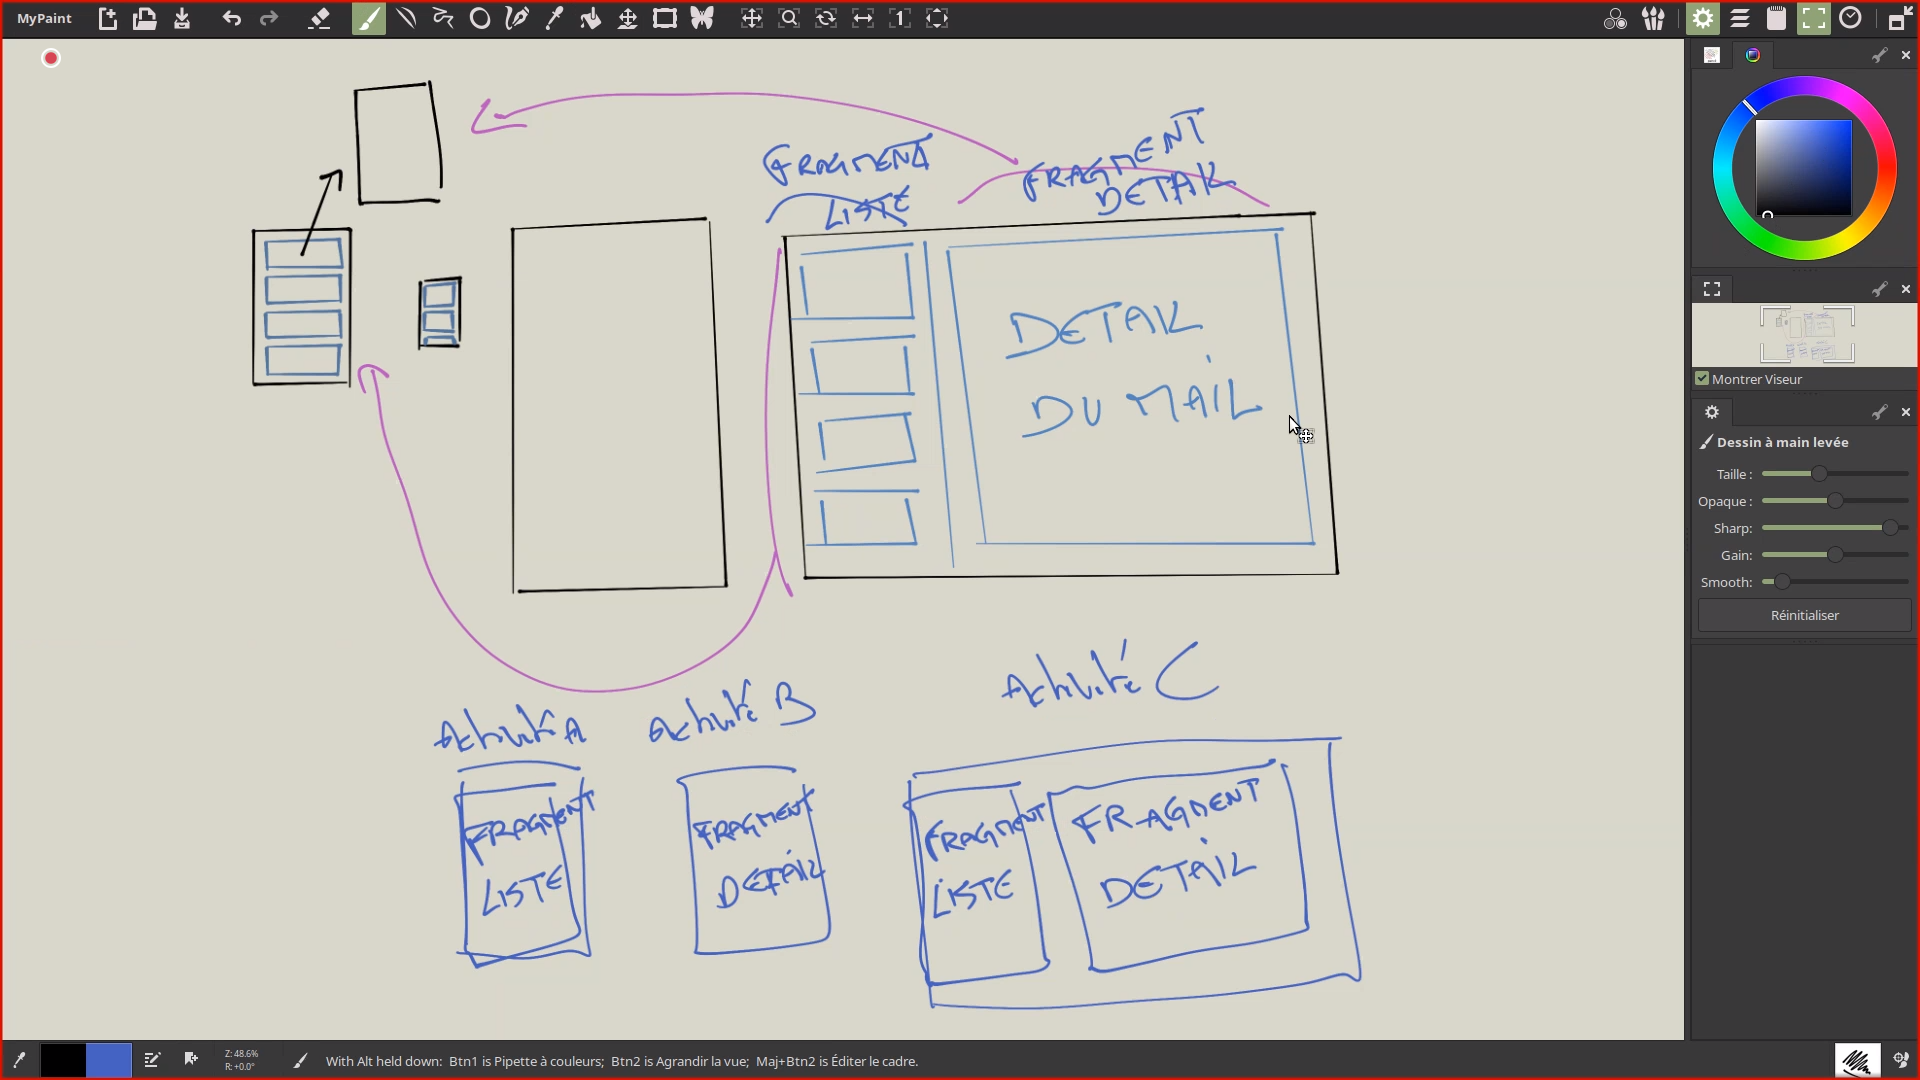 MyPaint
FRAGMENT
LISTE
FRAGMENT
DETAIL
DETAIL
DU MAIL
Activité A
Activité B
Activité C
FRAGMENT
LISTE
FRAGMENT
DETAIL
FRAGMENT
LISTE
FRAGMENT
DETAIL
Montrer Viseur
Dessin à main levée
Taille :
Opaque :
Sharp:
Gain:
Smooth:
Réinitialiser
Z: 48.6%
R: +0.0°
With Alt held down: Btn1 is Pipette à couleurs; Btn2 is Agrandir la vue; Maj+Btn2 is Éditer le cadre.